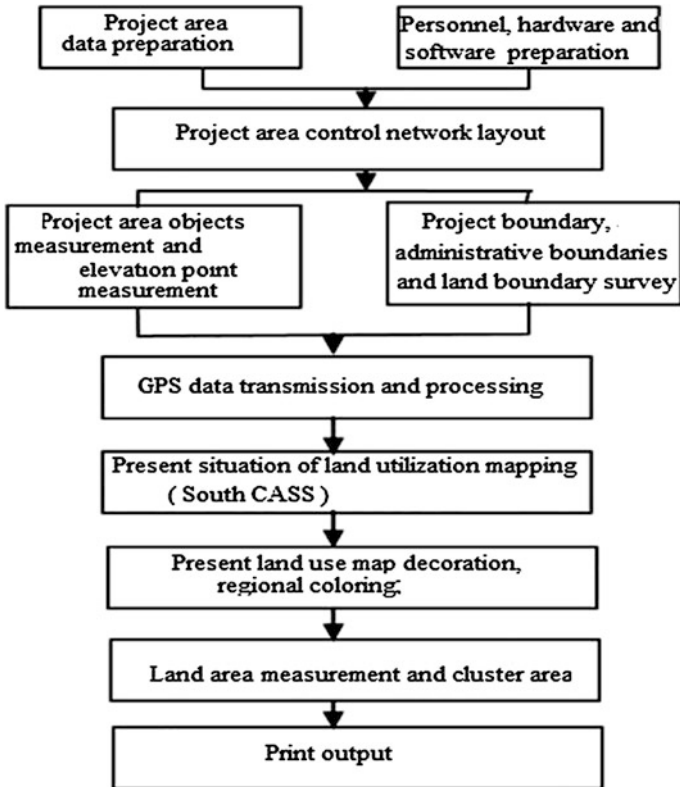 Project area
data preparation
Personnel, hardware and
software preparation
Project area control network layout
Project area objects
measurement and
elevation point
measurement
Project boundary,
administrative boundaries
and land boundary survey
GPS data transmission and processing
Present situation of land utilization mapping
( South CASS )
Present land use map decoration,
regional coloring;
Land area measurement and cluster area
Print output